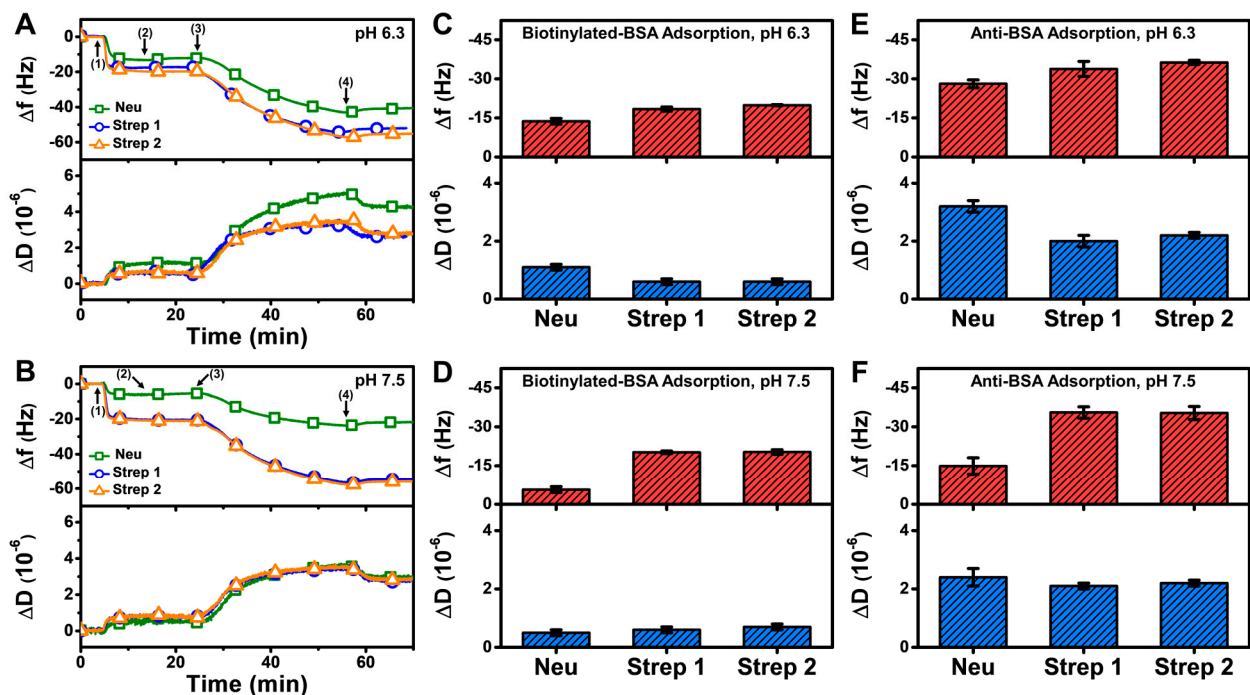 A
pH 6.3
(1)
(2)
(3)
(4)
Neu
Strep 1
Strep 2
Δf (Hz)
0
-20
-40
-60
ΔD (10⁻⁶)
6
4
2
0
0 20 40 60
Time (min)
C
Biotinylated-BSA Adsorption, pH 6.3
Δf (Hz)
-45
-30
-15
0
ΔD (10⁻⁶)
4
2
0
Neu Strep 1 Strep 2
E
Anti-BSA Adsorption, pH 6.3
Δf (Hz)
-45
-30
-15
0
ΔD (10⁻⁶)
4
2
0
Neu Strep 1 Strep 2
B
pH 7.5
(1)
(2)
(3)
(4)
Neu
Strep 1
Strep 2
Δf (Hz)
0
-20
-40
-60
ΔD (10⁻⁶)
6
4
2
0
0 20 40 60
Time (min)
D
Biotinylated-BSA Adsorption, pH 7.5
Δf (Hz)
-45
-30
-15
0
ΔD (10⁻⁶)
4
2
0
Neu Strep 1 Strep 2
F
Anti-BSA Adsorption, pH 7.5
Δf (Hz)
-45
-30
-15
0
ΔD (10⁻⁶)
4
2
0
Neu Strep 1 Strep 2